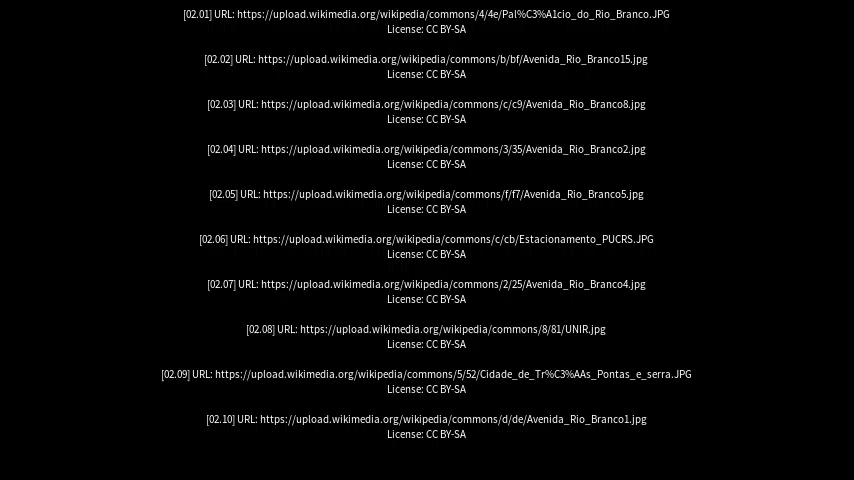 [02.01] URL: https://upload.wikimedia.org/wikipedia/commons/4/4e/Pal%C3%A1cio_do_Rio_Branco.JPG
License: CC BY-SA
[02.02] URL: https://upload.wikimedia.org/wikipedia/commons/b/bf/Avenida_Rio_Branco15.jpg
License: CC BY-SA
[02.03] URL: https://upload.wikimedia.org/wikipedia/commons/c/c9/Avenida_Rio_Branco8.jpg
License: CC BY-SA
[02.04] URL: https://upload.wikimedia.org/wikipedia/commons/3/35/Avenida_Rio_Branco2.jpg
License: CC BY-SA
[02.05] URL: https://upload.wikimedia.org/wikipedia/commons/f/f7/Avenida_Rio_Branco5.jpg
License: CC BY-SA
[02.06] URL: https://upload.wikimedia.org/wikipedia/commons/c/cb/Estacionamento_PUCRS.JPG
License: CC BY-SA
[02.07] URL: https://upload.wikimedia.org/wikipedia/commons/2/25/Avenida_Rio_Branco4.jpg
License: CC BY-SA
[02.08] URL: https://upload.wikimedia.org/wikipedia/commons/8/81/UNIR.jpg
License: CC BY-SA
[02.09] URL: https://upload.wikimedia.org/wikipedia/commons/5/52/Cidade_de_Tr%C3%AAs_Pontas_e_serra.JPG
License: CC BY-SA
[02.10] URL: https://upload.wikimedia.org/wikipedia/commons/d/de/Avenida_Rio_Branco1.jpg
License: CC BY-SA